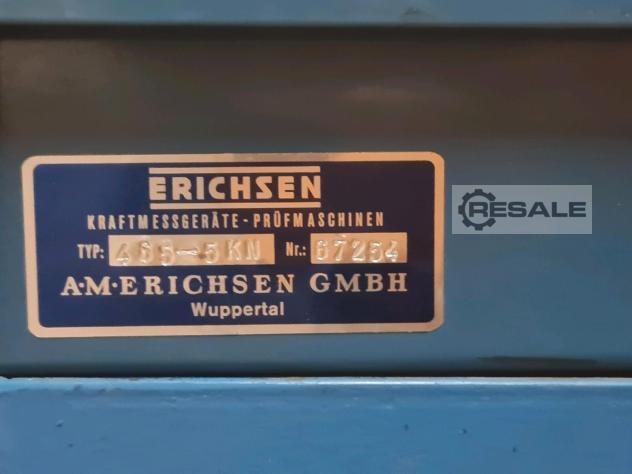 ERICHSEN
KRAFTMESSGERÄTE-PRÜFMASCHINEN
TYP: 465-5KN Nr.: 67254
A·M·ERICHSEN GMBH
Wuppertal
RESALE